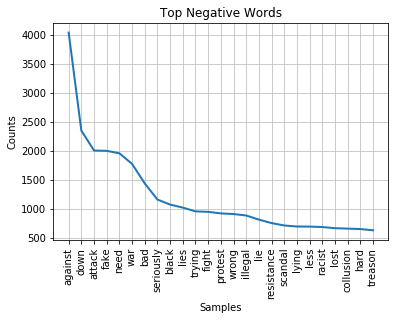 Top Negative Words
4000
3500
3000
2500
2000
1500
1000
500
Counts
against
down
attack
fake
need
war
bad
seriously
black
lies
trying
fight
protest
wrong
illegal
lie
resistance
scandal
lying
less
racist
lost
collusion
hard
treason
Samples